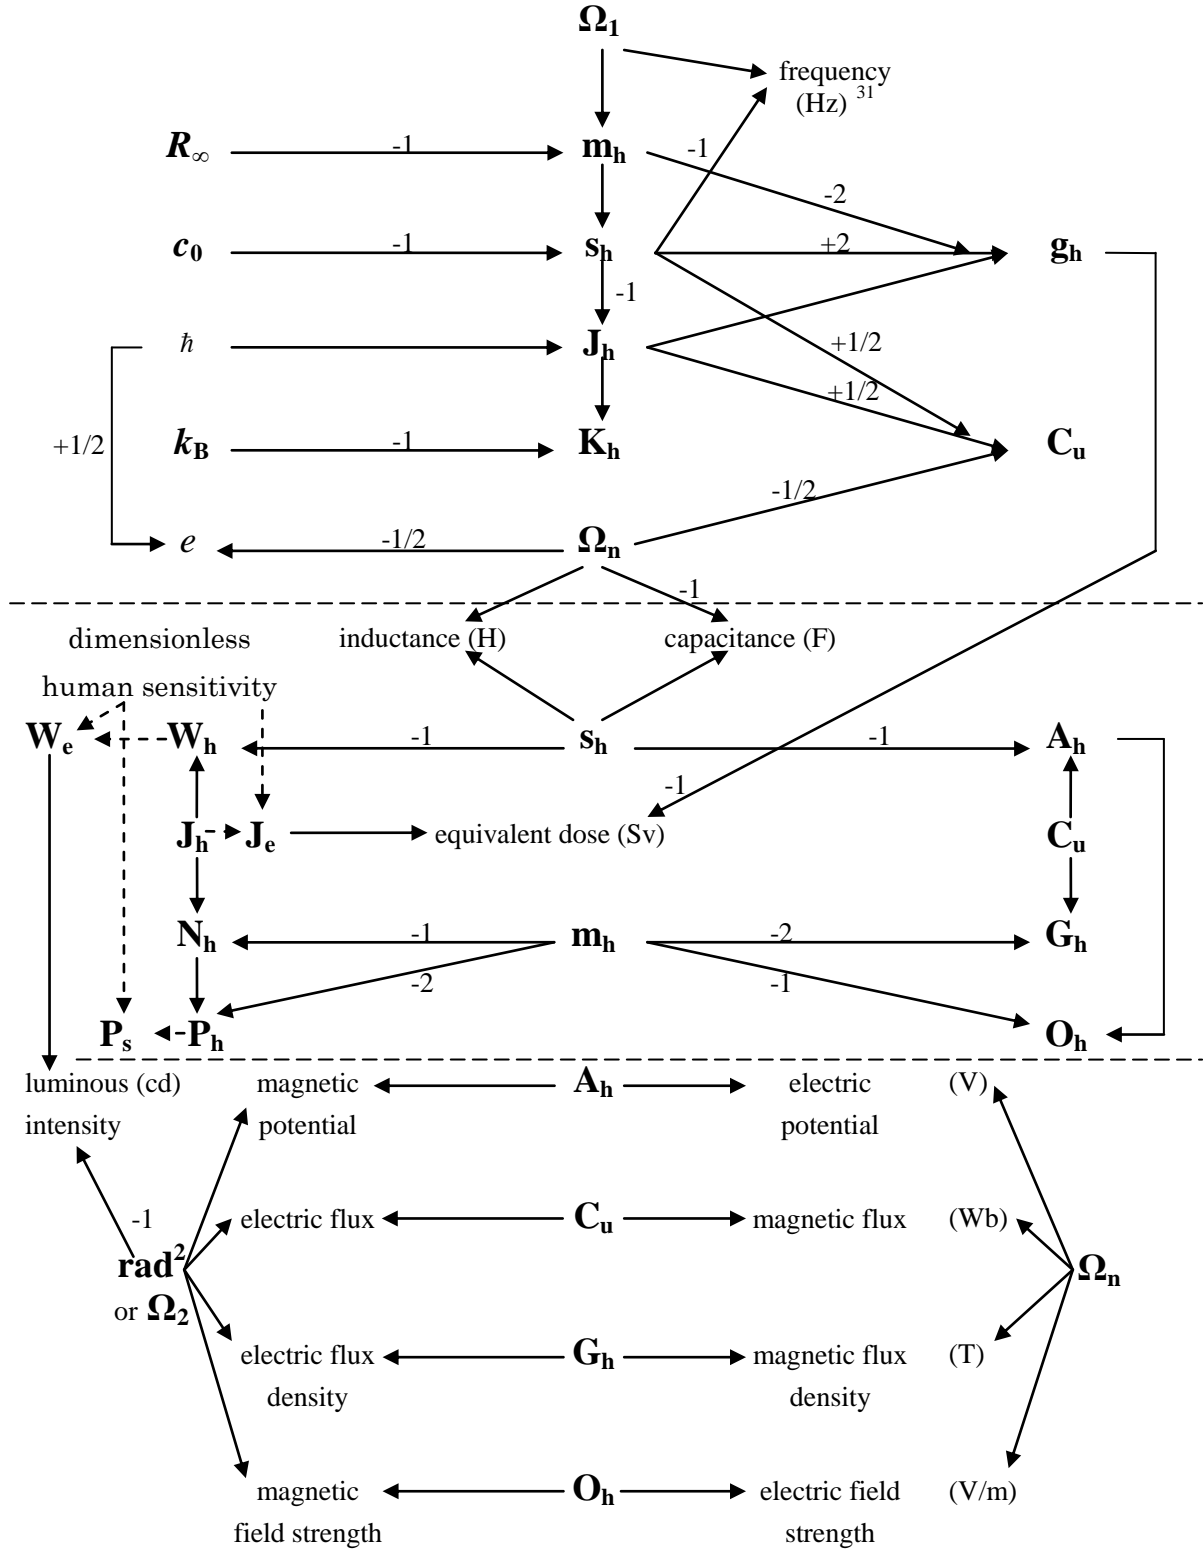 Ω₁
frequency
(Hz) ³¹
R∞ -1 mₕ -1
-2
c₀ -1 sₕ +2 gₕ
-1
ħ Jₕ +1/2
+1/2
+1/2 k_B -1 Kₕ C_u
-1/2
e -1/2 Ωₙ
-1
dimensionless inductance (H) capacitance (F)
human sensitivity
Wₑ Wₕ -1 sₕ -1 Aₕ
-1
Jₕ Jₑ equivalent dose (Sv) C_u
Nₕ -1 mₕ -2 Gₕ
-2 -1
Pₛ Pₕ Oₕ
luminous (cd) magnetic Aₕ electric (V)
intensity potential potential
-1 electric flux C_u magnetic flux (Wb)
rad² Ωₙ
or Ω₂
electric flux Gₕ magnetic flux (T)
density density
magnetic Oₕ electric field (V/m)
field strength strength